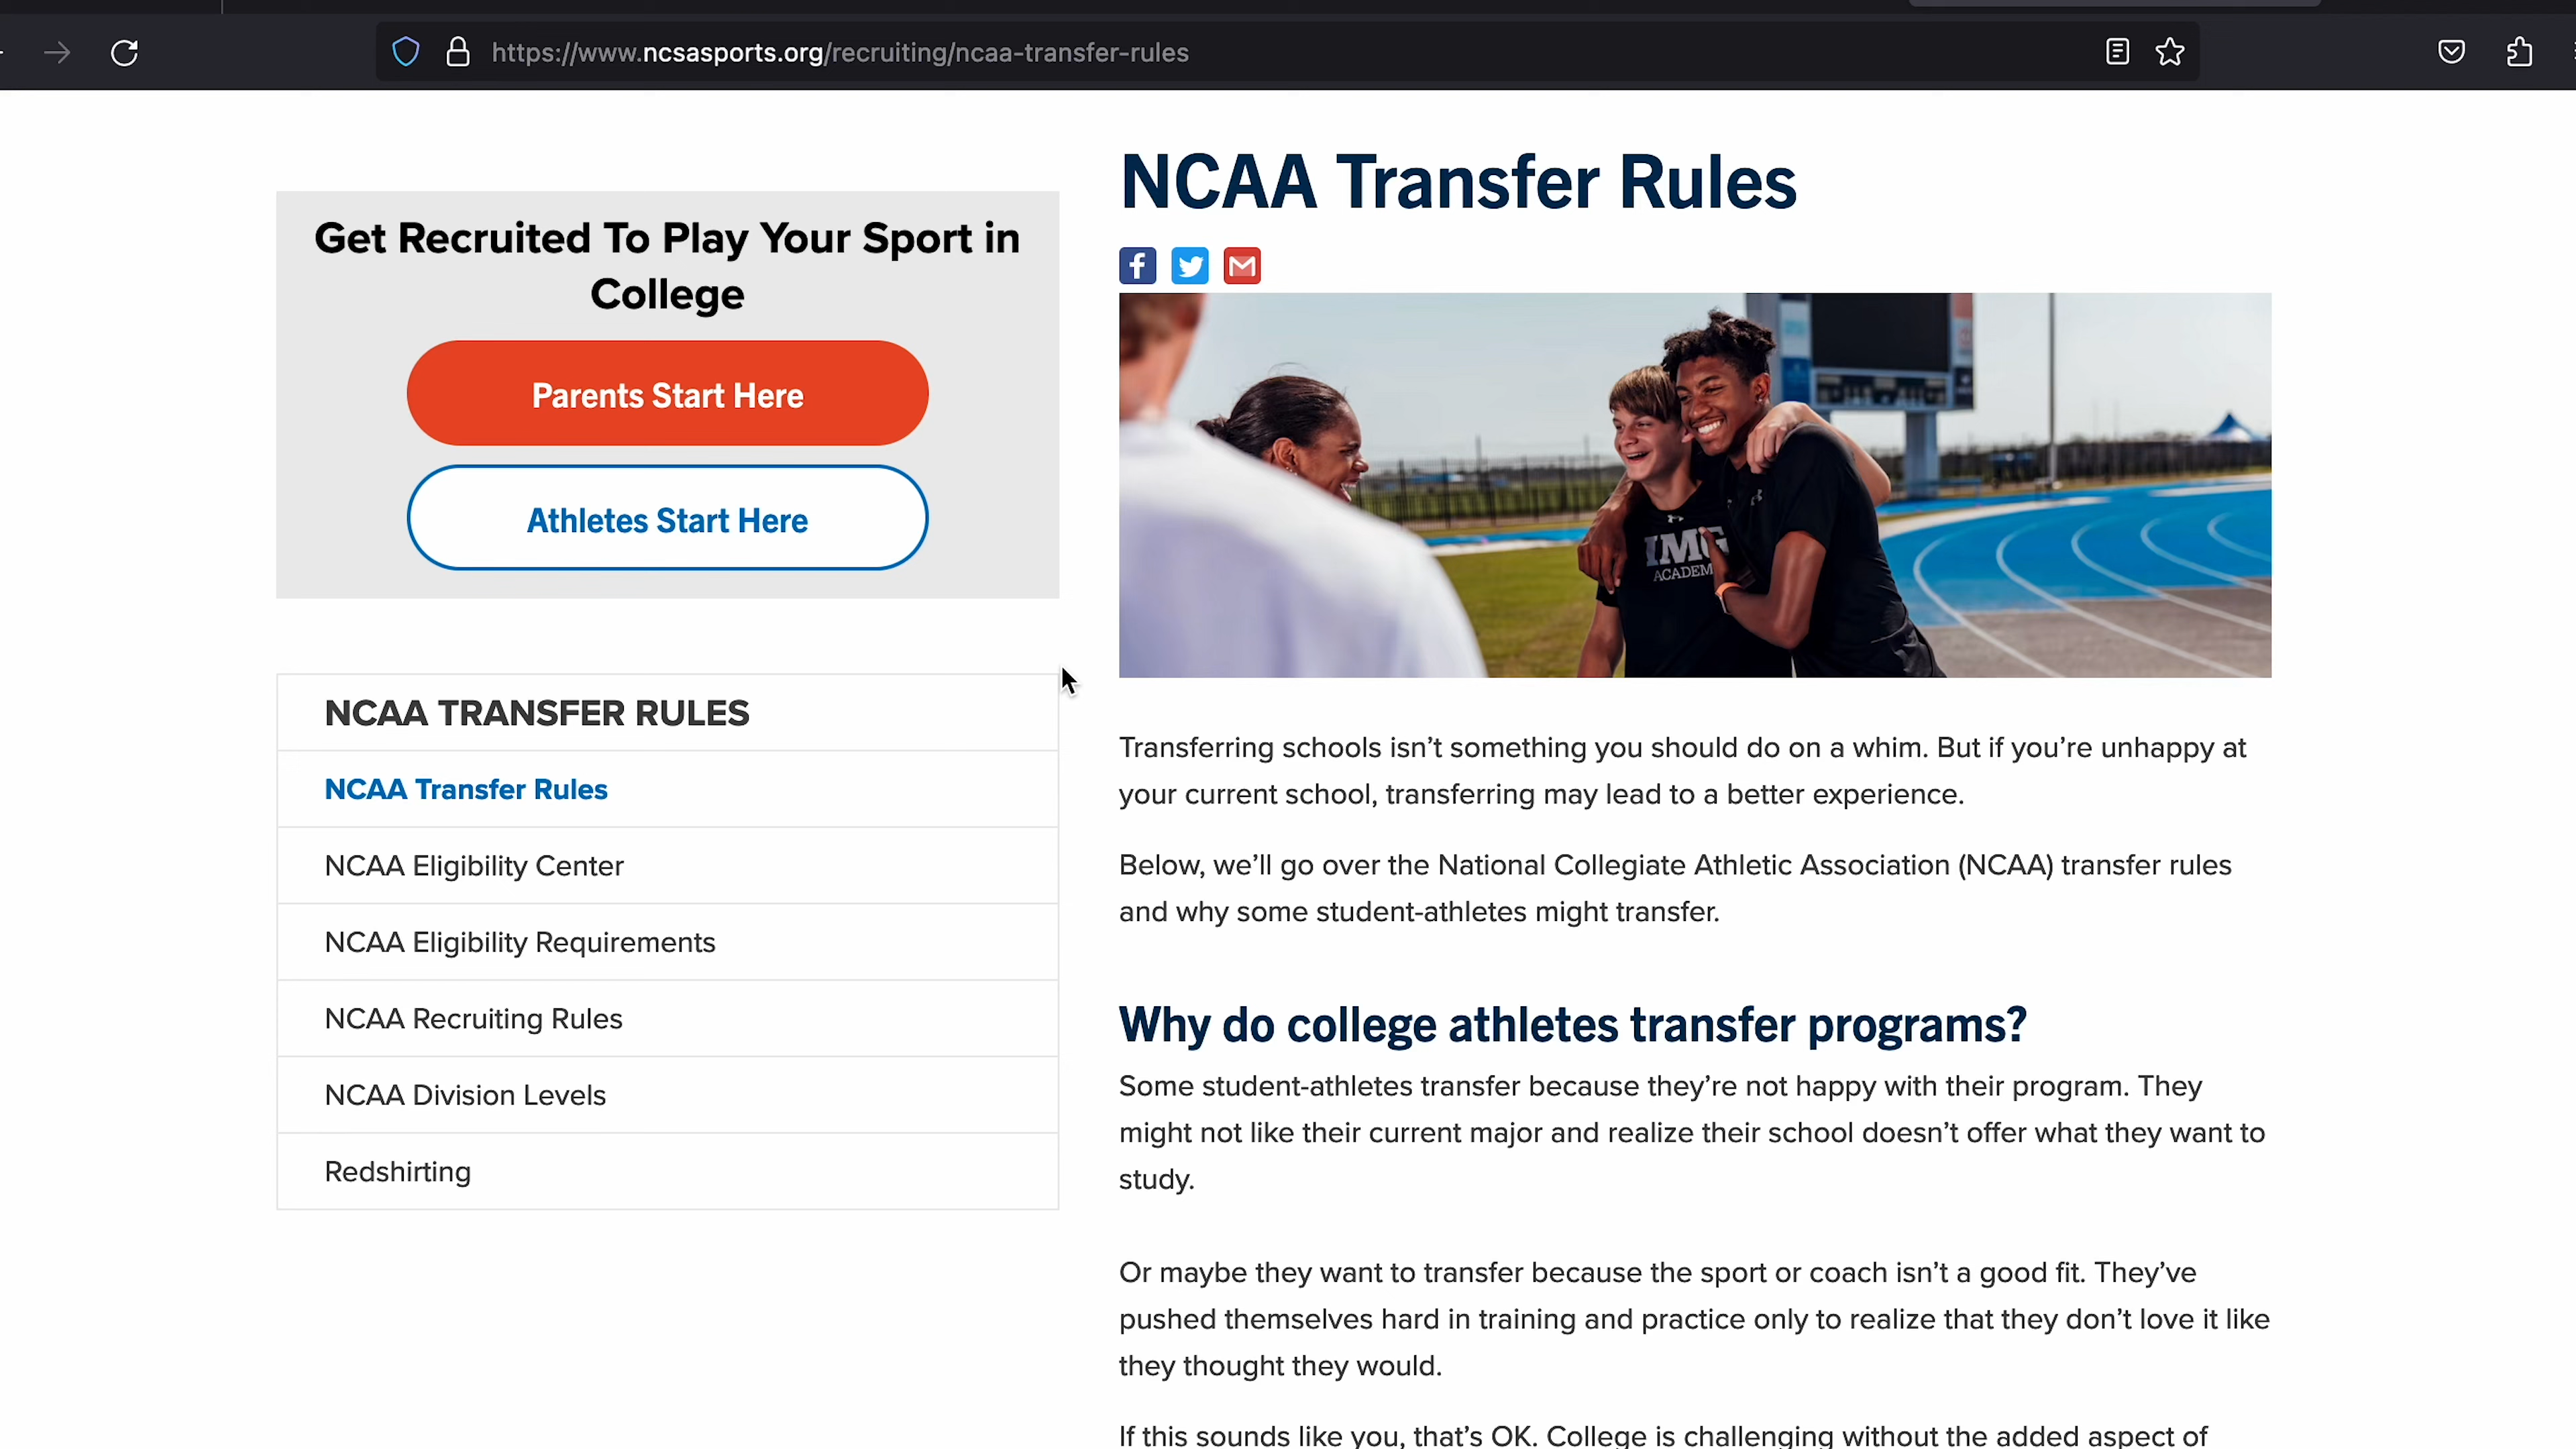 https://www.ncsasports.org/recruiting/ncaa-transfer-rules
Get Recruited To Play Your Sport in
College
Parents Start Here
Athletes Start Here
NCAA TRANSFER RULES
NCAA Transfer Rules
NCAA Eligibility Center
NCAA Eligibility Requirements
NCAA Recruiting Rules
NCAA Division Levels
Redshirting
NCAA Transfer Rules
IMG
ACADEM
Transferring schools isn’t something you should do on a whim. But if you’re unhappy at
your current school, transferring may lead to a better experience.
Below, we’ll go over the National Collegiate Athletic Association (NCAA) transfer rules
and why some student-athletes might transfer.
Why do college athletes transfer programs?
Some student-athletes transfer because they’re not happy with their program. They
might not like their current major and realize their school doesn’t offer what they want to
study.
Or maybe they want to transfer because the sport or coach isn’t a good fit. They’ve
pushed themselves hard in training and practice only to realize that they don’t love it like
they thought they would.
If this sounds like you, that’s OK. College is challenging without the added aspect of